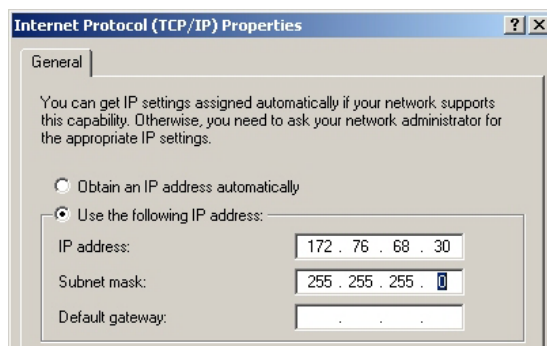 Internet Protocol (TCP/IP) Properties ? X
General
You can get IP settings assigned automatically if your network supports
this capability. Otherwise, you need to ask your network administrator for
the appropriate IP settings.
Obtain an IP address automatically
Use the following IP address:
IP address: 172 . 76 . 68 . 30
Subnet mask: 255 . 255 . 255 . 0
Default gateway: . . .